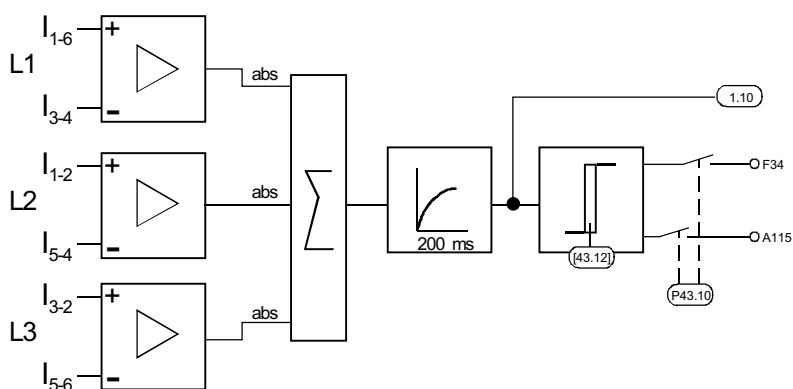 I1-6
+
L1
abs
I3-4
-
1.10
I1-2
+
F34
L2
abs
I5-4
-
200 ms
[43.12]
A115
I3-2
+
P43.10
L3
abs
I5-6
-